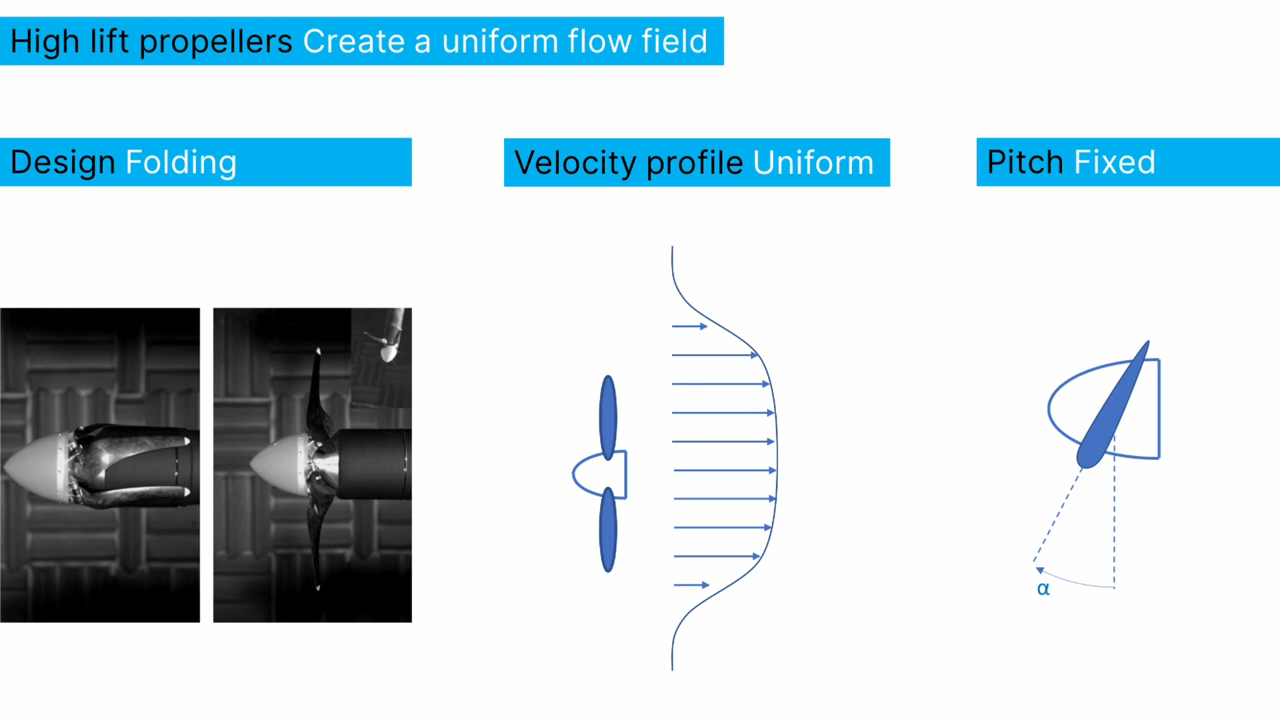 High lift propellers Create a uniform flow field
Design Folding
Velocity profile Uniform
Pitch Fixed
α